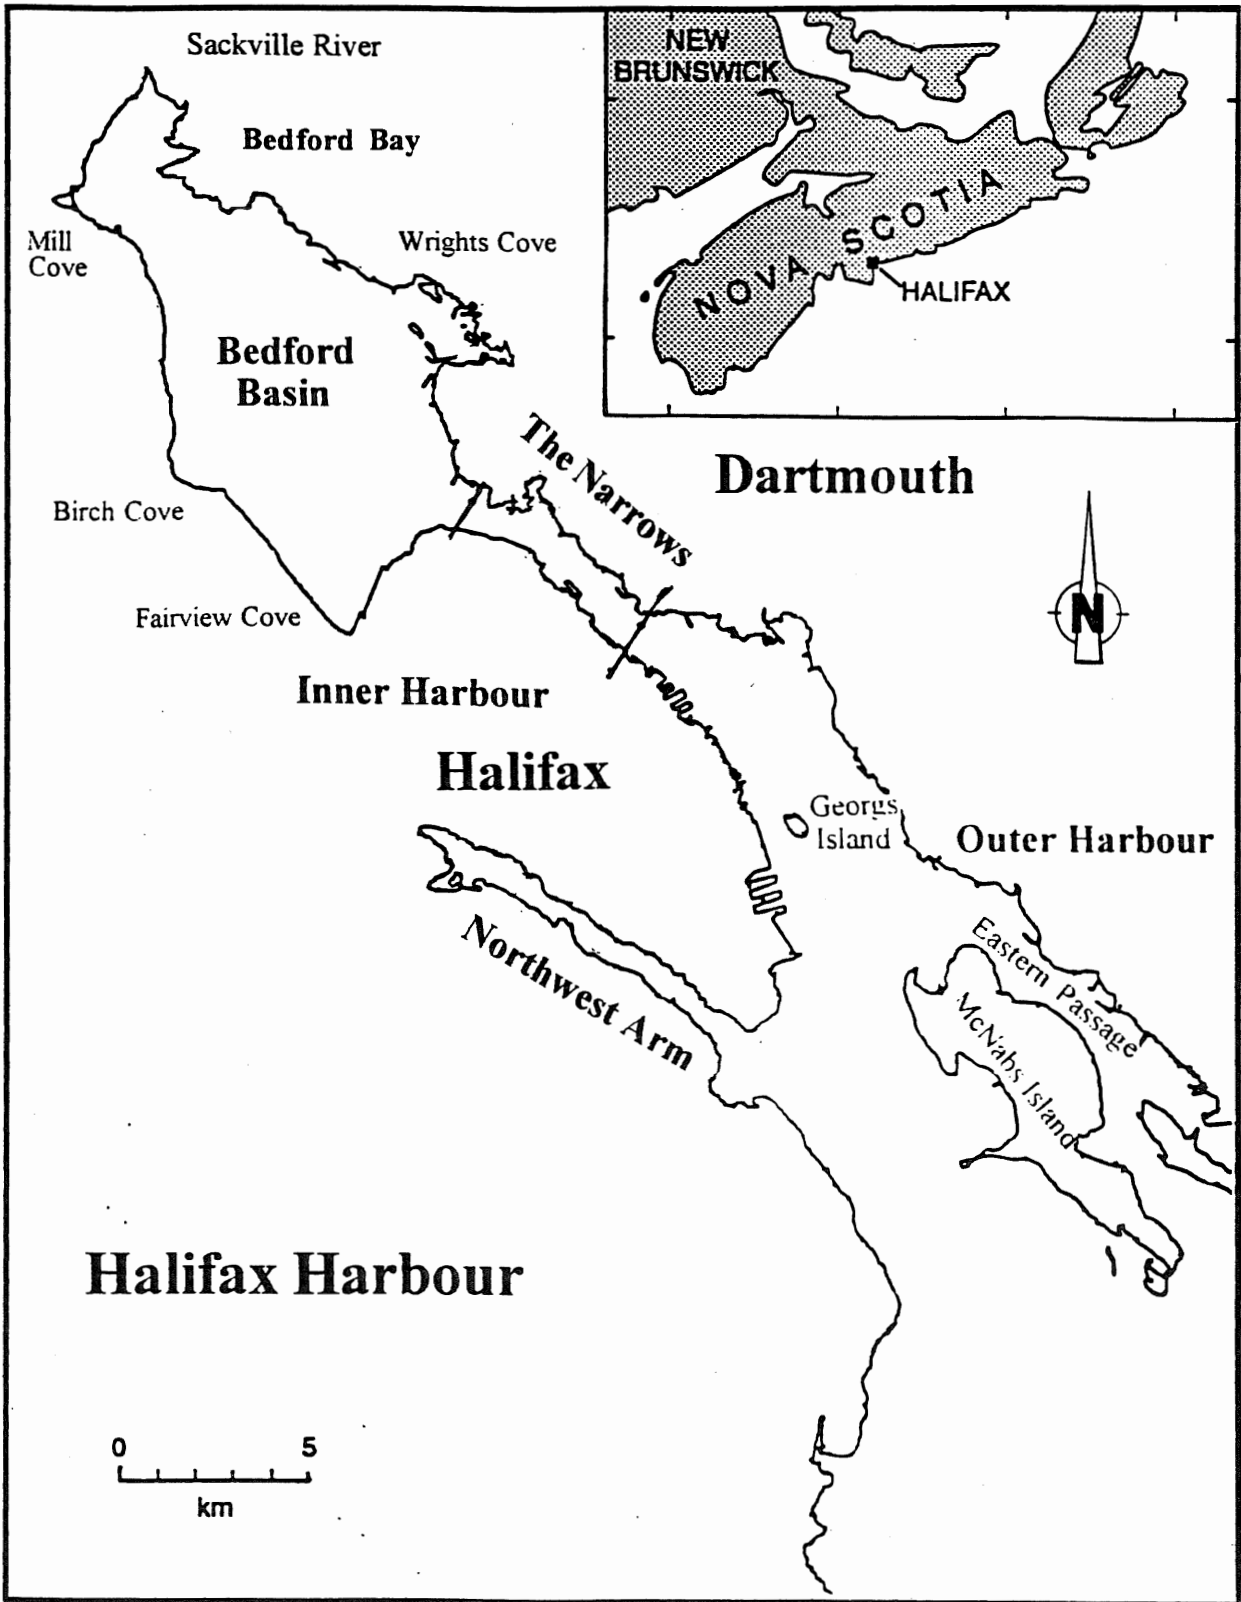 Sackville River
NEW
BRUNSWICK
Bedford Bay
NOVA SCOTIA
HALIFAX
Mill
Cove
Wrights Cove
Bedford
Basin
The Narrows
Dartmouth
Birch Cove
N
Fairview Cove
Inner Harbour
Halifax
Georgs
Island
Outer Harbour
Northwest Arm
Eastern Passage
McNabs Island
Halifax Harbour
0 5
km